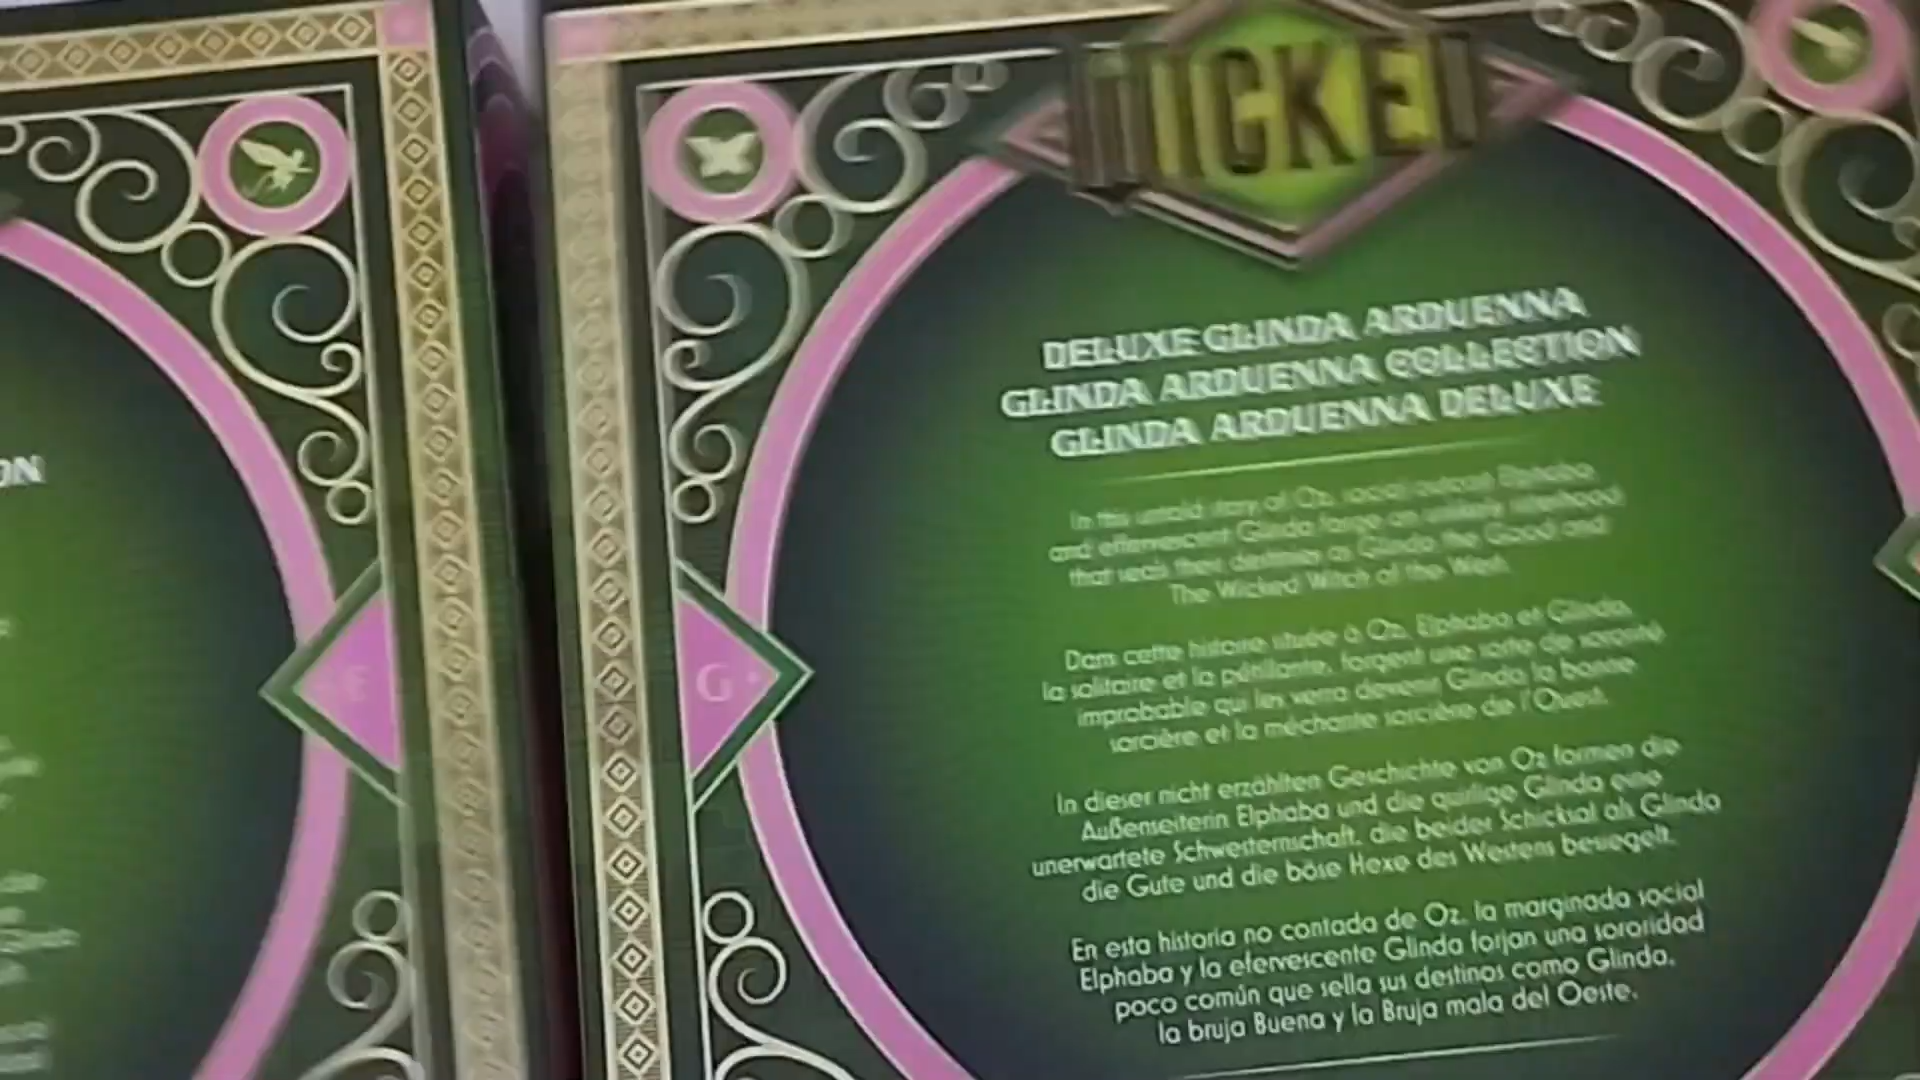 WICKED
DELUXE GLINDA ARDUENNA
GLINDA ARDUENNA COLLECTION
GLINDA ARDUENNA DELUXE
In this untold story of Oz, social outcast Elphaba
and effervescent Glinda forge an unlikely sisterhood
that seals their destinies as Glinda the Good and
The Wicked Witch of the West.
Dans cette histoire située à Oz, Elphaba et Glinda,
la solitaire et la pétillante, forgent une sorte de sororité
improbable qui les verra devenir Glinda la bonne
sorcière et la méchante sorcière de l'Ouest.
In dieser nicht erzählten Geschichte von Oz formen die
Außenseiterin Elphaba und die quirlige Glinda eine
unerwartete Schwesternschaft, die beider Schicksal als Glinda
die Gute und die böse Hexe des Westens besiegelt.
En esta historia no contada de Oz, la marginada social
Elphaba y la efervescente Glinda forjan una sororidad
poco común que sella sus destinos como Glinda,
la bruja Buena y la Bruja mala del Oeste.
G
ON